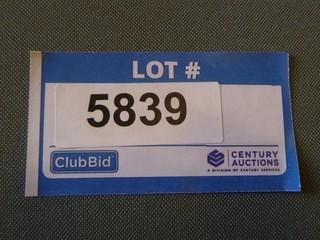 LOT #
5839
ClubBid
CENTURY
AUCTIONS
A DIVISION OF CENTURY SERVICES